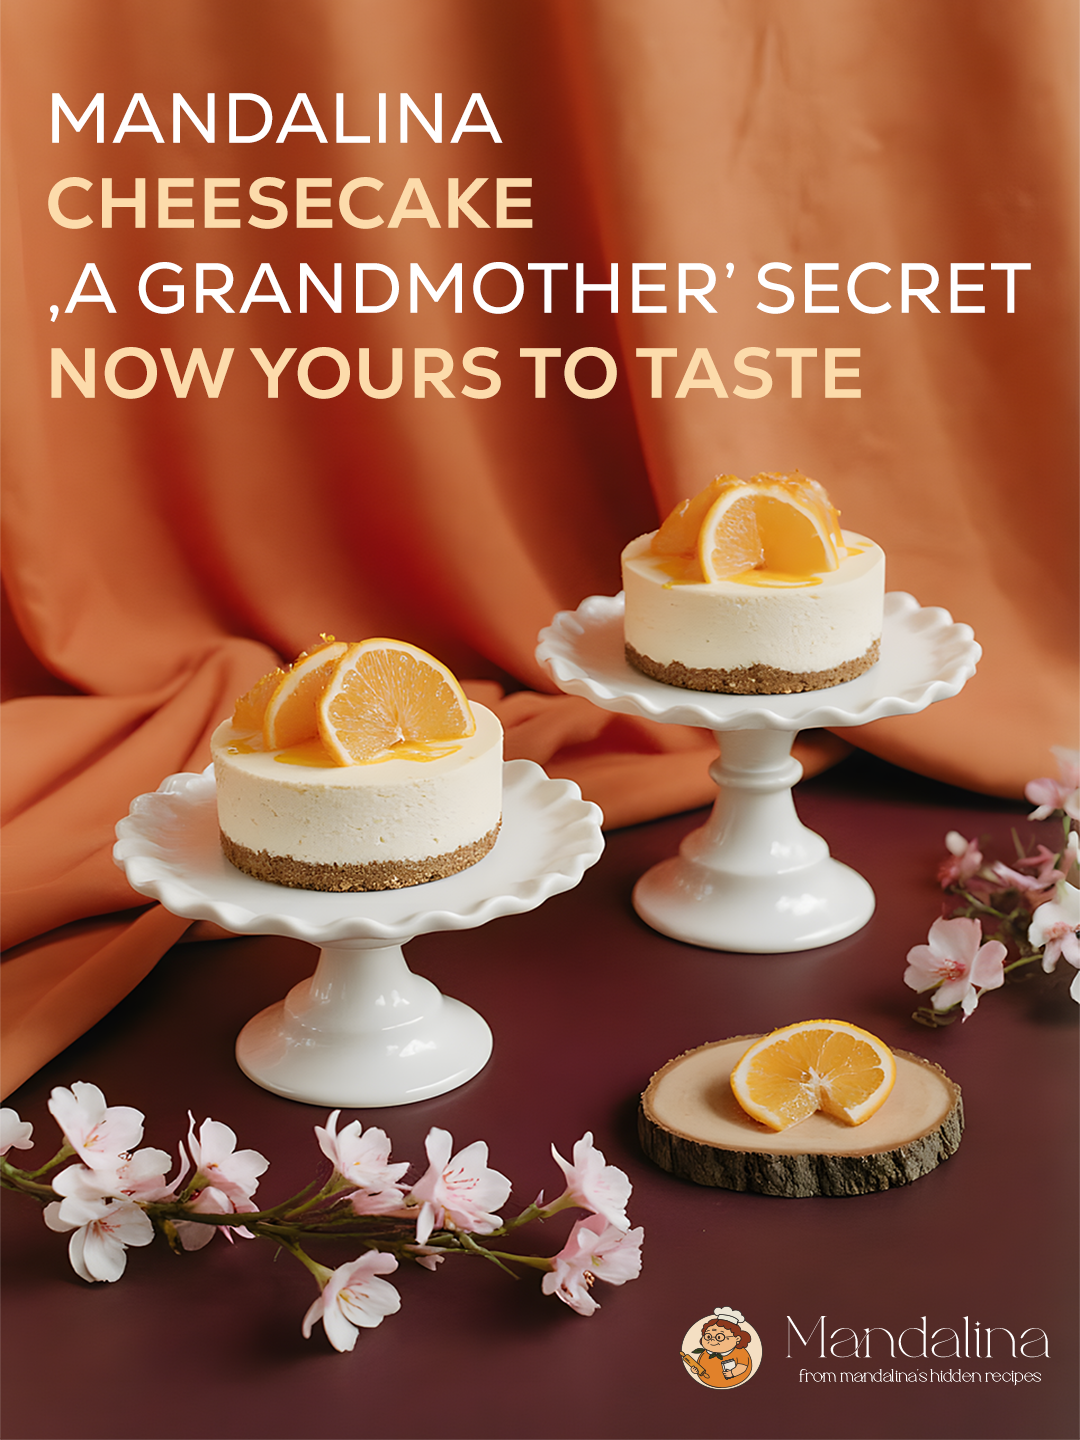 MANDALINA
CHEESECAKE
,A GRANDMOTHER’ SECRET
NOW YOURS TO TASTE
Mandalina
from mandalina's hidden recipes